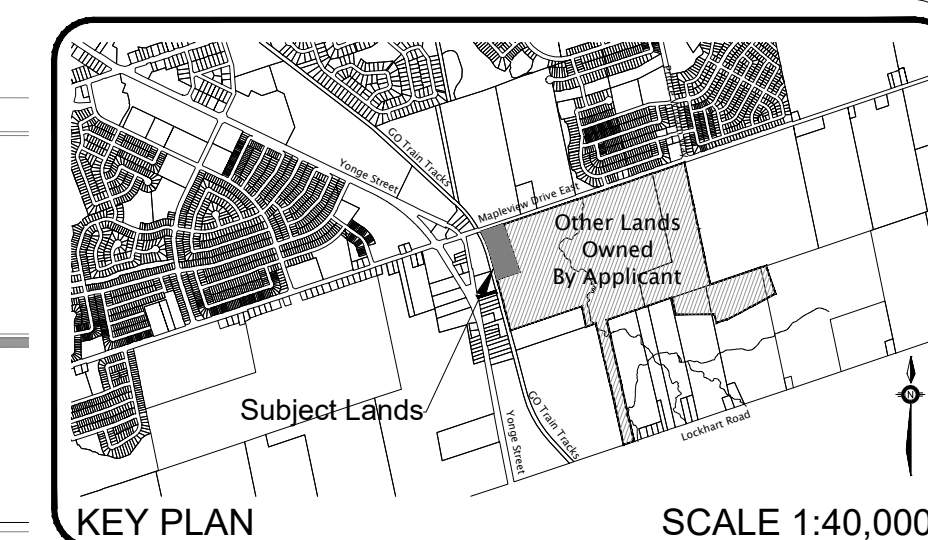 GO Train Tracks
Yonge Street
Mapleview Drive East
Other Lands
Owned
By Applicant
Subject Lands
Yonge Street
GO Train Tracks
Lockhart Road
N
KEY PLAN
SCALE 1:40,000